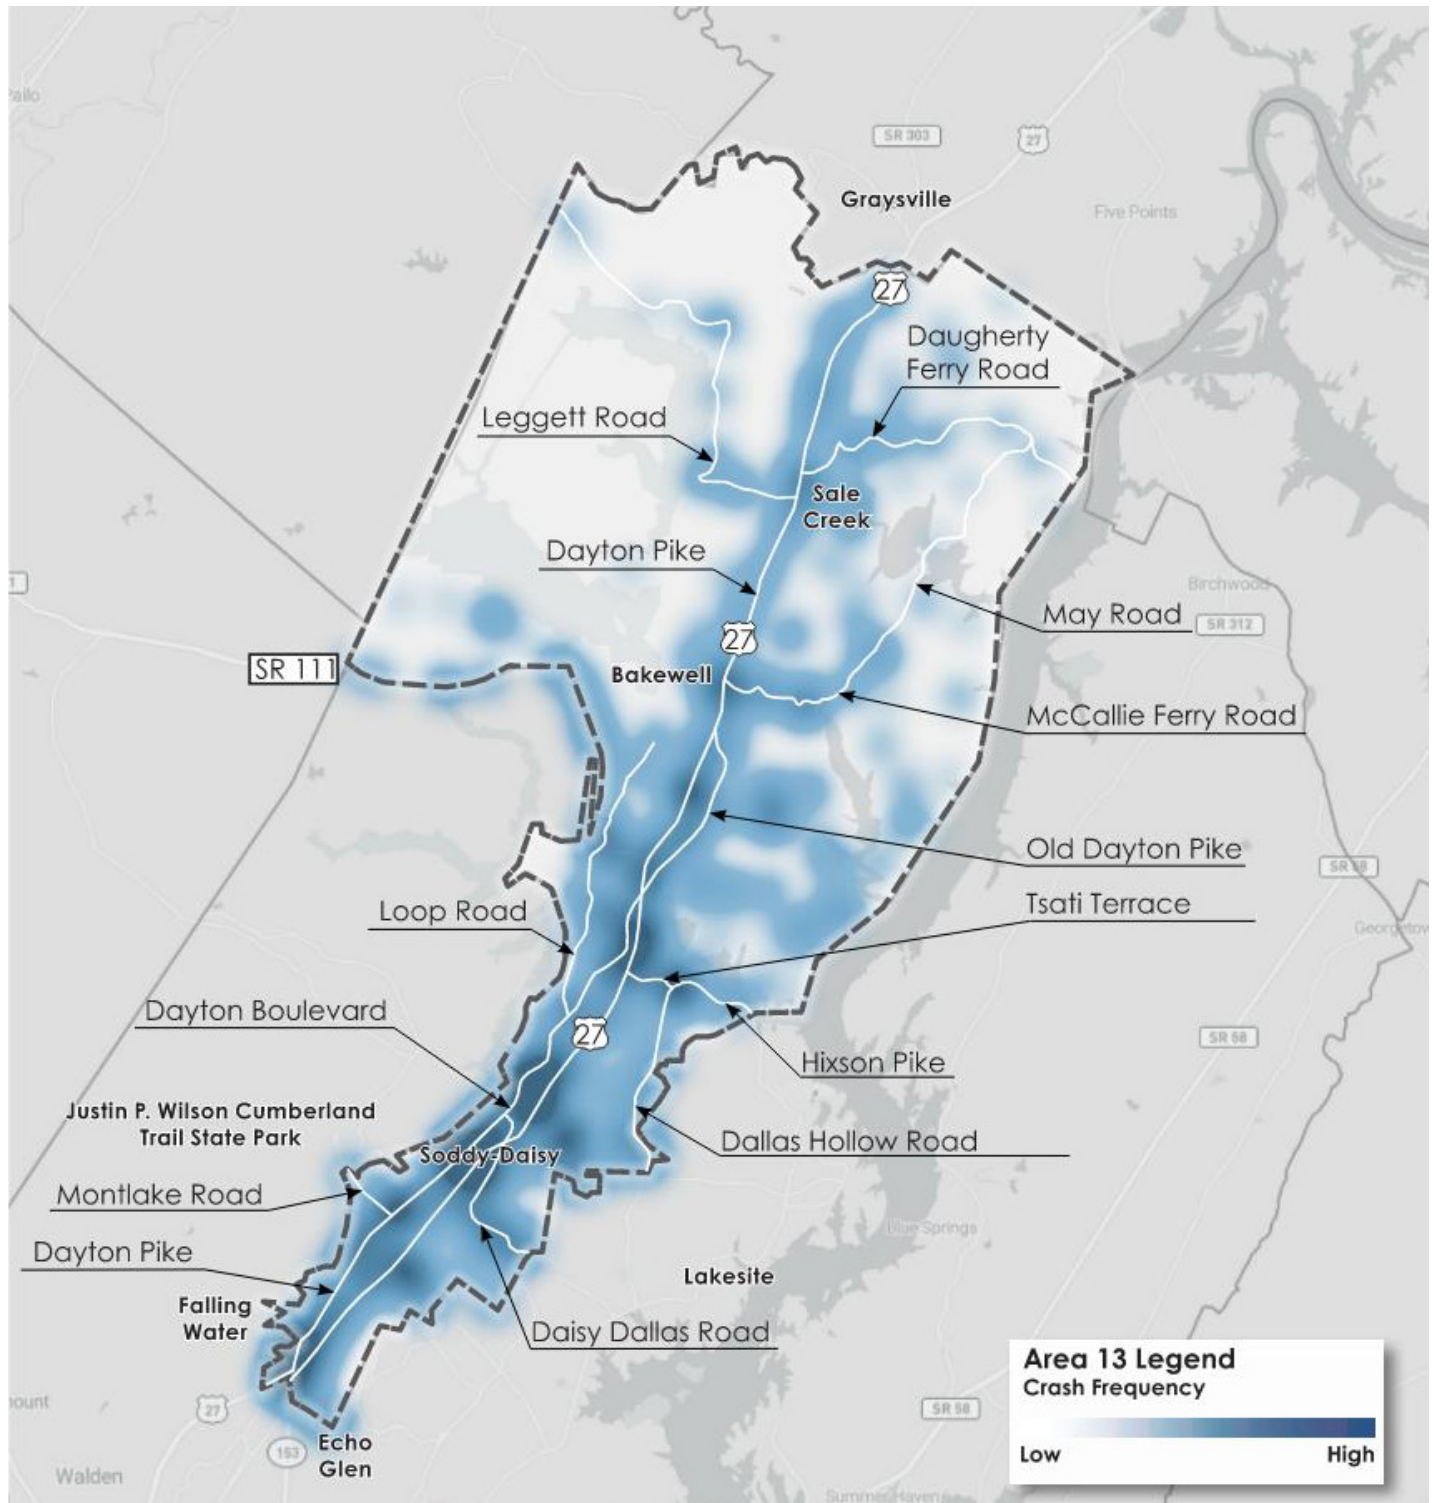 SR 303
27
Graysville
Five Points
27
Daugherty
Ferry Road
Leggett Road
Sale
Creek
Dayton Pike
Birchwood
May Road
SR 312
27
SR 111
Bakewell
McCallie Ferry Road
Old Dayton Pike
SR 58
Tsati Terrace
Loop Road
Dayton Boulevard
27
SR 58
Hixson Pike
Justin P. Wilson Cumberland
Trail State Park
Dallas Hollow Road
Soddy-Daisy
Montlake Road
Blue Springs
Dayton Pike
Lakesite
Falling
Water
Daisy Dallas Road
Area 13 Legend
Crash Frequency
Low
High
27
SR 58
Echo
Glen
153
Walden
Summer Haven